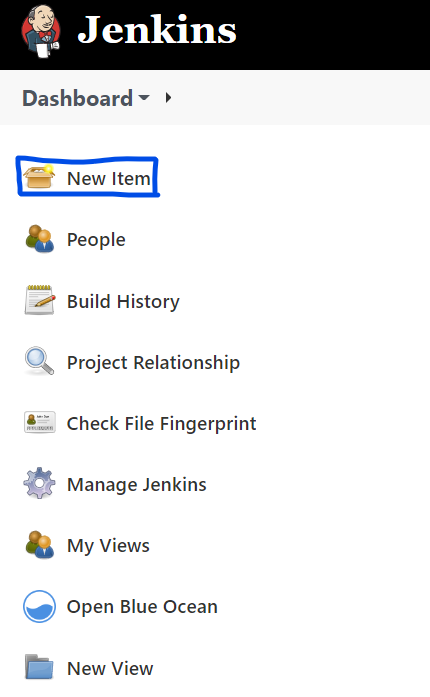 Jenkins
Dashboard
New Item
People
Build History
Project Relationship
Check File Fingerprint
Manage Jenkins
My Views
Open Blue Ocean
New View